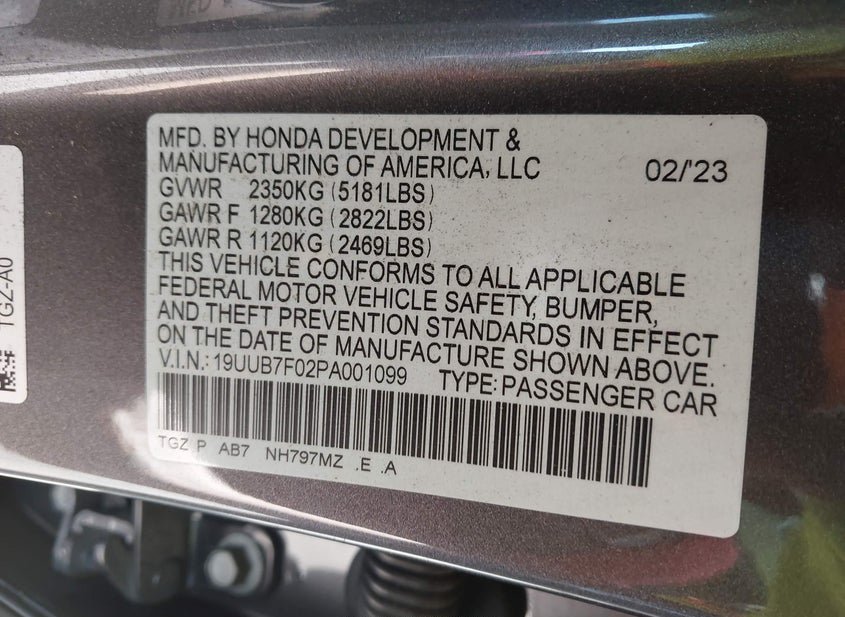 MFD. BY HONDA DEVELOPMENT &
MANUFACTURING OF AMERICA, LLC 02/'23
GVWR 2350KG (5181LBS)
GAWR F 1280KG (2822LBS)
GAWR R 1120KG (2469LBS)
THIS VEHICLE CONFORMS TO ALL APPLICABLE
FEDERAL MOTOR VEHICLE SAFETY, BUMPER,
AND THEFT PREVENTION STANDARDS IN EFFECT
ON THE DATE OF MANUFACTURE SHOWN ABOVE.
V.I.N.: 19UUB7F02PA001099 TYPE: PASSENGER CAR
TGZ P AB7 NH797MZ .E .A
TGZ-A0